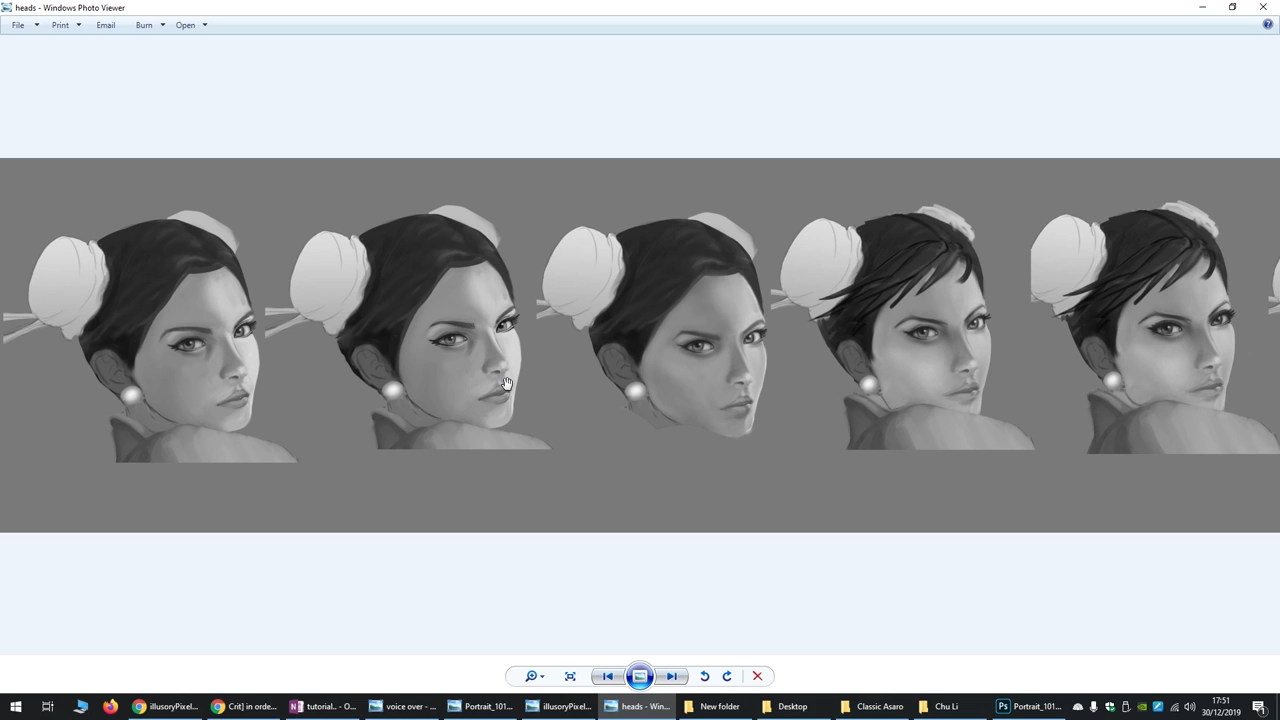 heads - Windows Photo Viewer
File Print Email Burn Open
illusoryPixel... Crit] in orde... tutorial.. - O... voice over - ... Portrait_101... illusoryPixel... heads - Win... New folder Desktop Classic Asaro Chu Li Portrait_101... 17:51
30/12/2019